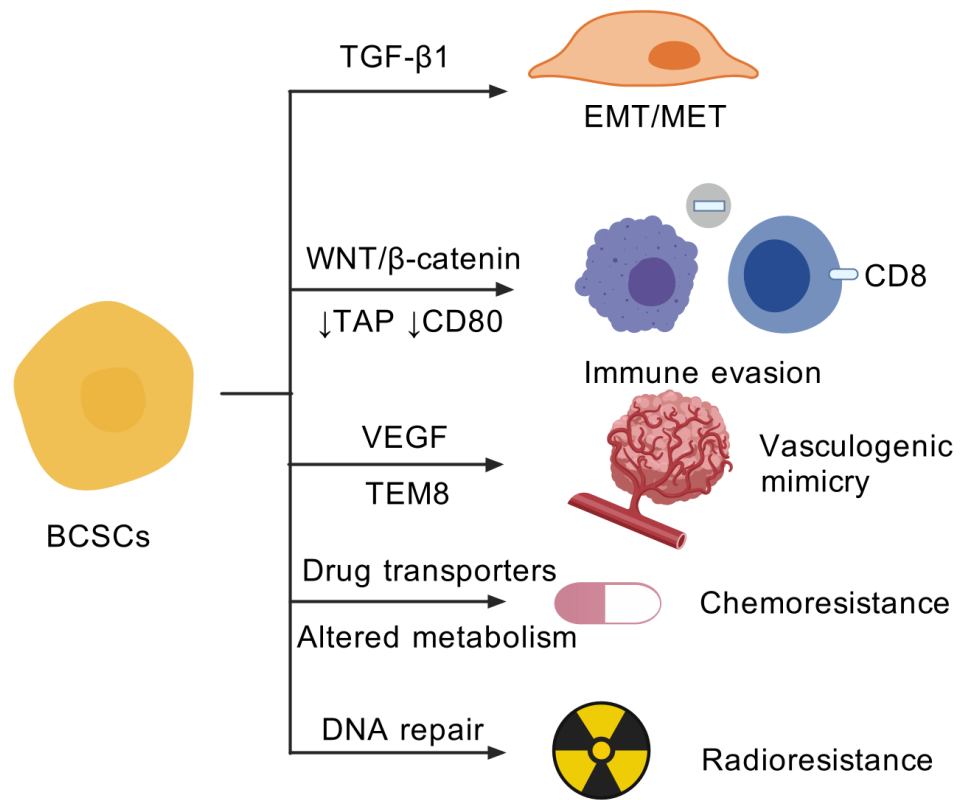 TGF-β1
EMT/MET
WNT/β-catenin
↓TAP ↓CD80
CD8
Immune evasion
VEGF
TEM8
Vasculogenic
mimicry
BCSCs
Drug transporters
Altered metabolism
Chemoresistance
DNA repair
Radioresistance